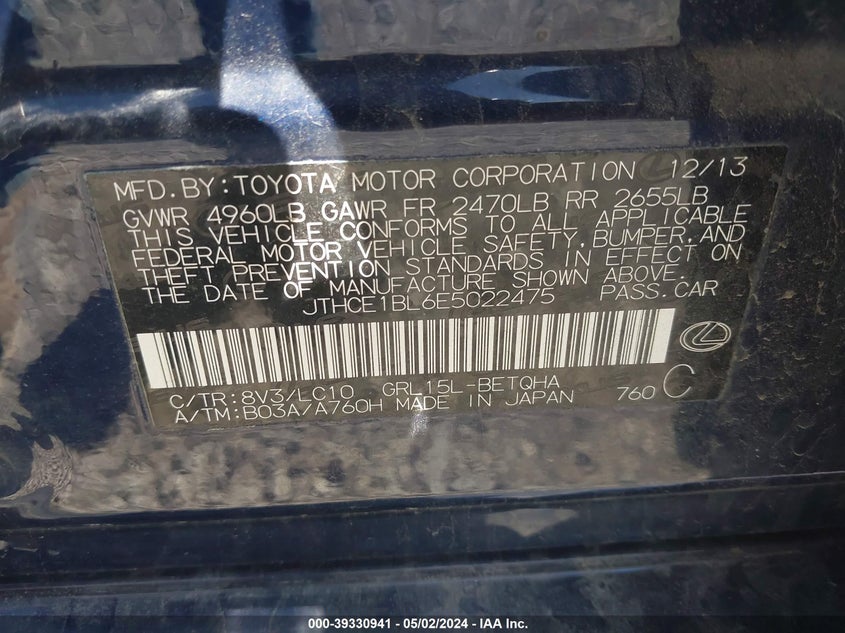 MFD.BY:TOYOTA MOTOR CORPORATION 12/13
GVWR 4960LB GAWR FR 2470LB RR 2655LB
THIS VEHICLE CONFORMS TO ALL APPLICABLE
FEDERAL MOTOR VEHICLE SAFETY,BUMPER,AND
THEFT PREVENTION STANDARDS IN EFFECT ON
THE DATE OF MANUFACTURE SHOWN ABOVE.
JTHCE1BL6E5022475 PASS.CAR
C/TR:8V3/LC10 GRL15L-BETQHA
A/TM:B03A/A760H MADE IN JAPAN 760 C
000-39330941 - 05/02/2024 - IAA Inc.